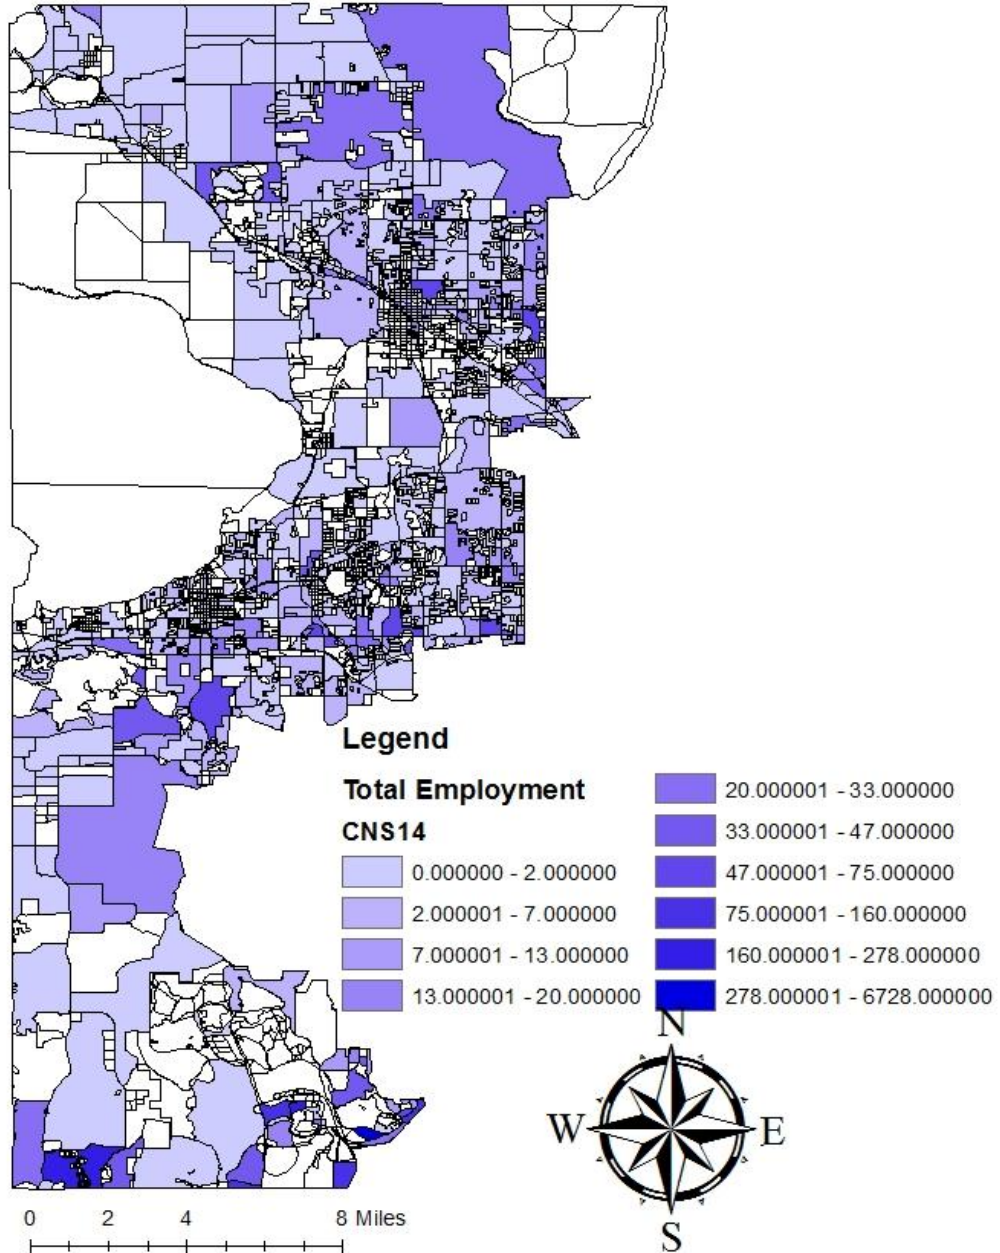 Legend
Total Employment
CNS14
0.000000 - 2.000000
2.000001 - 7.000000
7.000001 - 13.000000
13.000001 - 20.000000
20.000001 - 33.000000
33.000001 - 47.000000
47.000001 - 75.000000
75.000001 - 160.000000
160.000001 - 278.000000
278.000001 - 6728.000000
N
W E
S
0 2 4 8 Miles